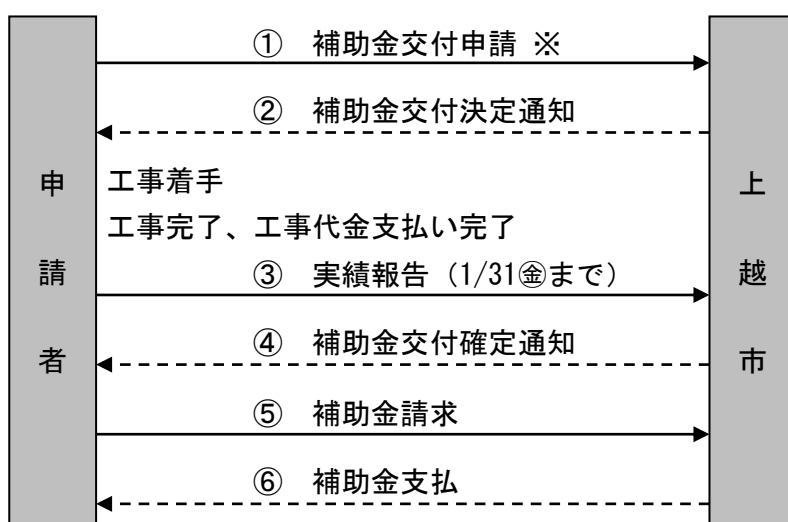 ① 補助金交付申請 ※
② 補助金交付決定通知
申請者
工事着手
工事完了、工事代金支払い完了
上越市
③ 実績報告（1/31㊎まで）
④ 補助金交付確定通知
⑤ 補助金請求
⑥ 補助金支払